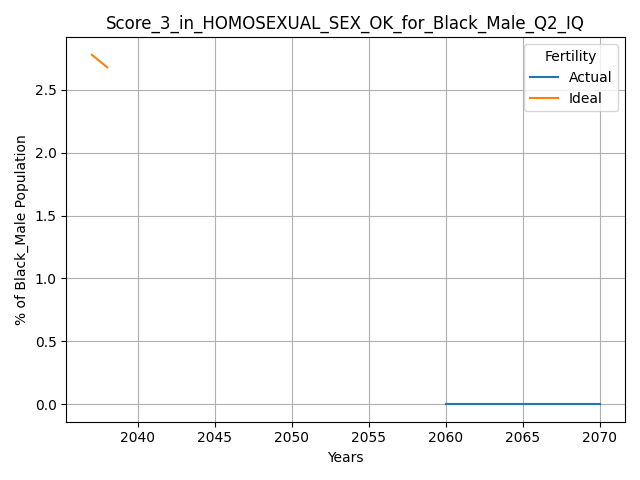 Score_3_in_HOMOSEXUAL_SEX_OK_for_Black_Male_Q2_IQ
Fertility
Actual
Ideal
% of Black_Male Population
2.5
2.0
1.5
1.0
0.5
0.0
2040 2045 2050 2055 2060 2065 2070
Years